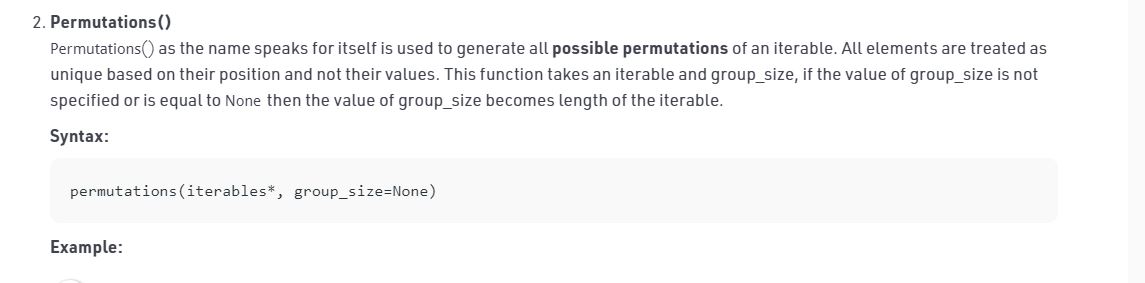 2. Permutations()
Permutations() as the name speaks for itself is used to generate all possible permutations of an iterable. All elements are treated as
unique based on their position and not their values. This function takes an iterable and group_size, if the value of group_size is not
specified or is equal to None then the value of group_size becomes length of the iterable.
Syntax:
permutations(iterables*, group_size=None)
Example: